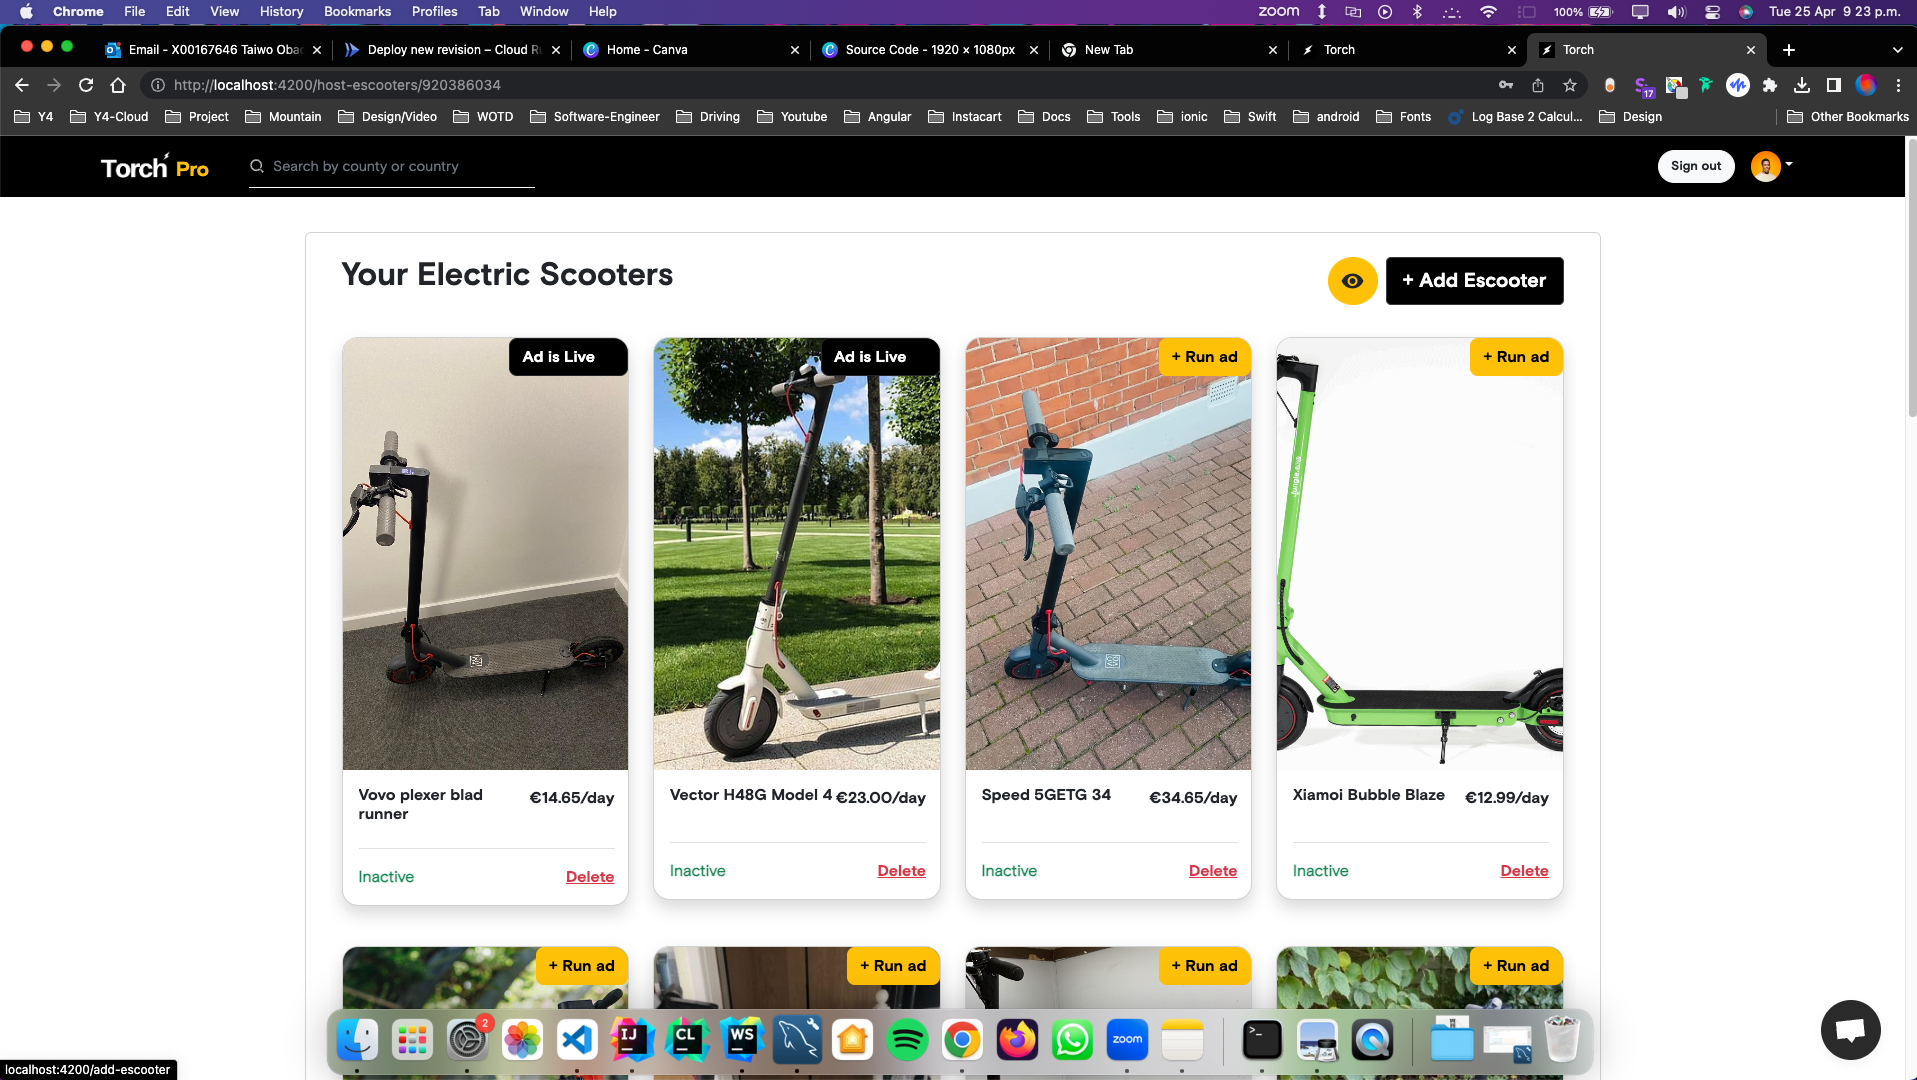 Chrome File Edit View History Bookmarks Profiles Tab Window Help zoom 100% Tue 25 Apr 9 23 p.m.
Email - X00167646 Taiwo Oba Deploy new revision – Cloud Ru Home - Canva Source Code - 1920 × 1080px New Tab Torch Torch
http://localhost:4200/host-escooters/920386034 17
Y4 Y4-Cloud Project Mountain Design/Video WOTD Software-Engineer Driving Youtube Angular Instacart Docs Tools ionic Swift android Fonts Log Base 2 Calcul... Design Other Bookmarks
Torch Pro Search by county or country Sign out
Your Electric Scooters + Add Escooter
Ad is Live Ad is Live + Run ad + Run ad
Vovo plexer blad runner €14.65/day Vector H48G Model 4 €23.00/day Speed 5GETG 34 €34.65/day Xiamoi Bubble Blaze €12.99/day
Inactive Delete Inactive Delete Inactive Delete Inactive Delete
+ Run ad + Run ad + Run ad + Run ad
2 IJ CL WS zoom
localhost:4200/add-escooter